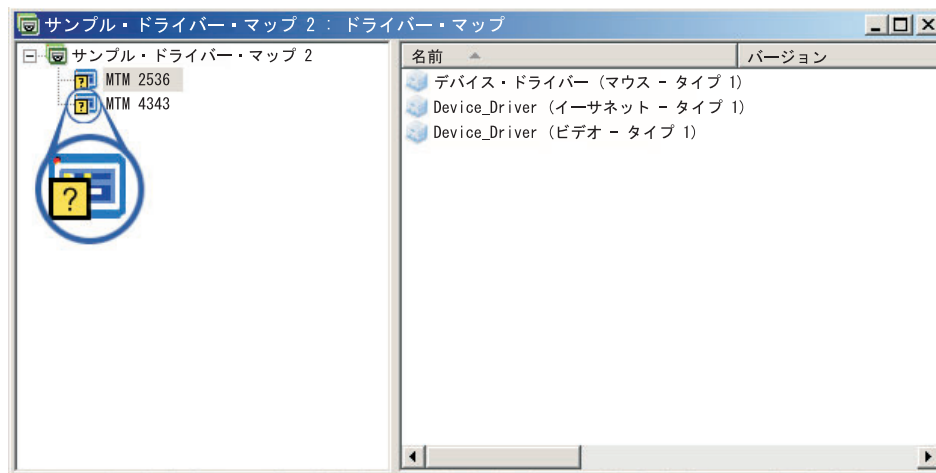 サンプル・ドライバー・マップ 2 : ドライバー・マップ
サンプル・ドライバー・マップ 2
MTM 2536
MTM 4343
?
名前
バージョン
デバイス・ドライバー (マウス - タイプ 1)
Device_Driver (イーサネット - タイプ 1)
Device_Driver (ビデオ - タイプ 1)